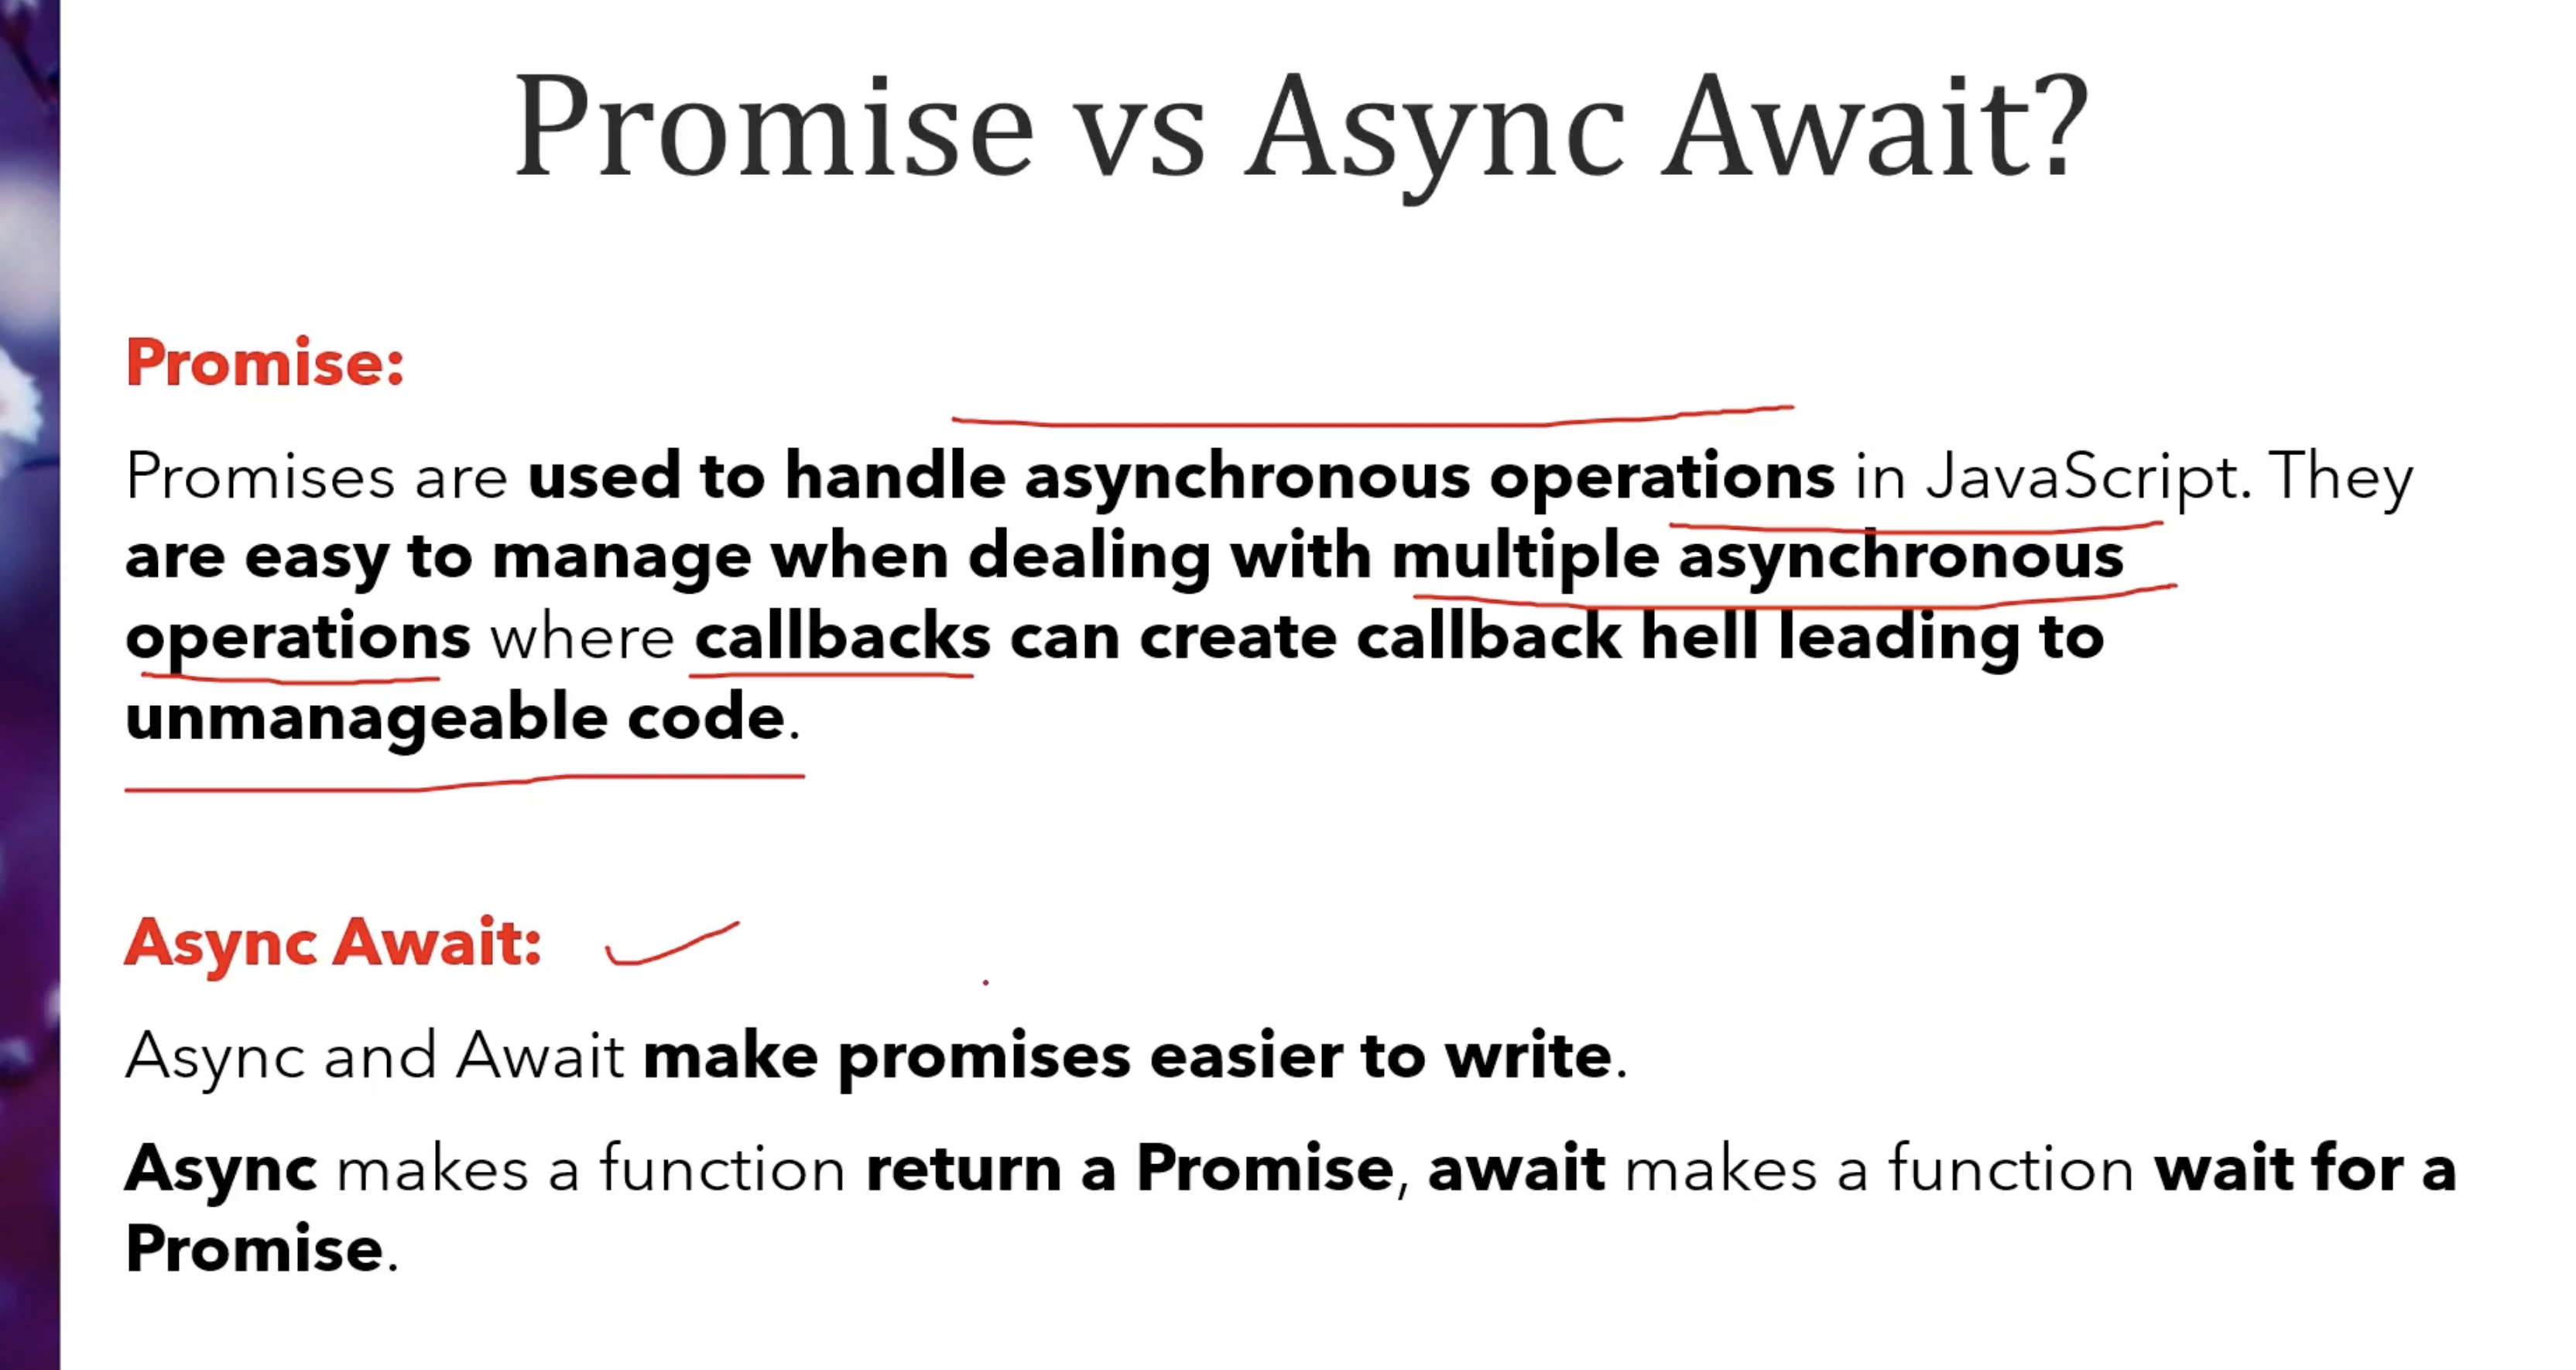 Promise vs Async Await?
Promise:
Promises are used to handle asynchronous operations in JavaScript. They
are easy to manage when dealing with multiple asynchronous
operations where callbacks can create callback hell leading to
unmanageable code.
Async Await:
Async and Await make promises easier to write.
Async makes a function return a Promise, await makes a function wait for a
Promise.